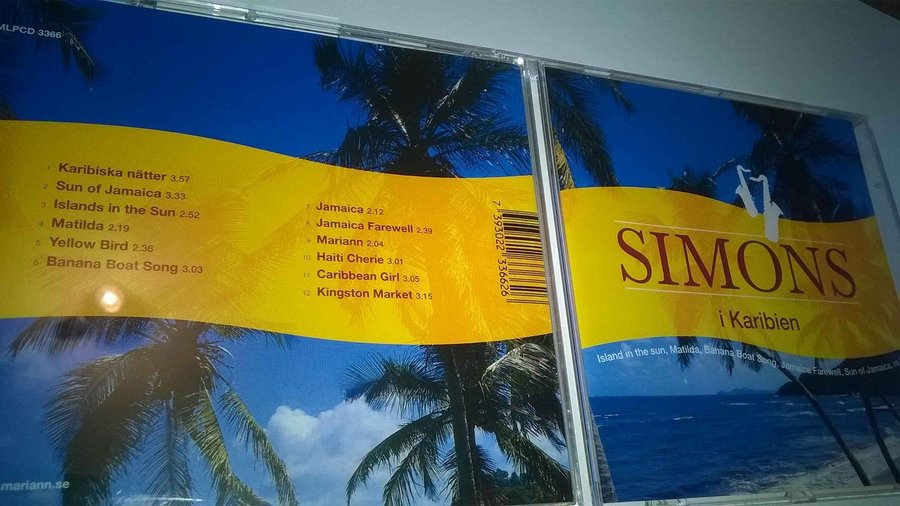 MLPCD 3366
1 Karibiska nätter 3.57
2 Sun of Jamaica 3.33
3 Islands in the Sun 2.52
4 Matilda 2.19
5 Yellow Bird 2.36
6 Banana Boat Song 3.03
7 Jamaica 2.12
8 Jamaica Farewell 2.39
9 Mariann 2.04
10 Haiti Cherie 3.01
11 Caribbean Girl 3.05
12 Kingston Market 3.15
7 393022 336626
.mariann.se
SIMONS
i Karibien
Island in the sun, Matilda, Banana Boat Song, Jamaica Farewell, Sun of Jamaica, m